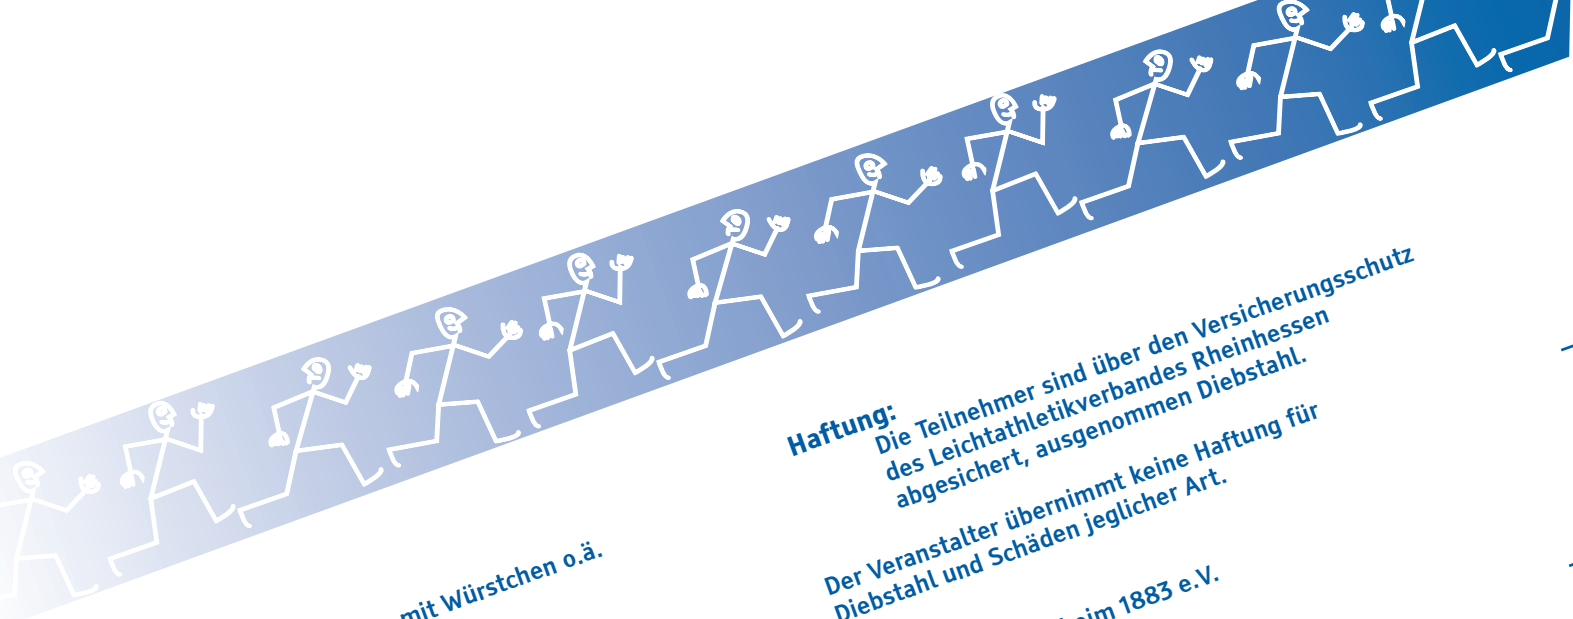 Haftung:
Die Teilnehmer sind über den Versicherungsschutz
des Leichtathletikverbandes Rheinhessen
abgesichert, ausgenommen Diebstahl.
Der Veranstalter übernimmt keine Haftung für
Diebstahl und Schäden jeglicher Art.
mit Würstchen o.ä.
1883 e.V.